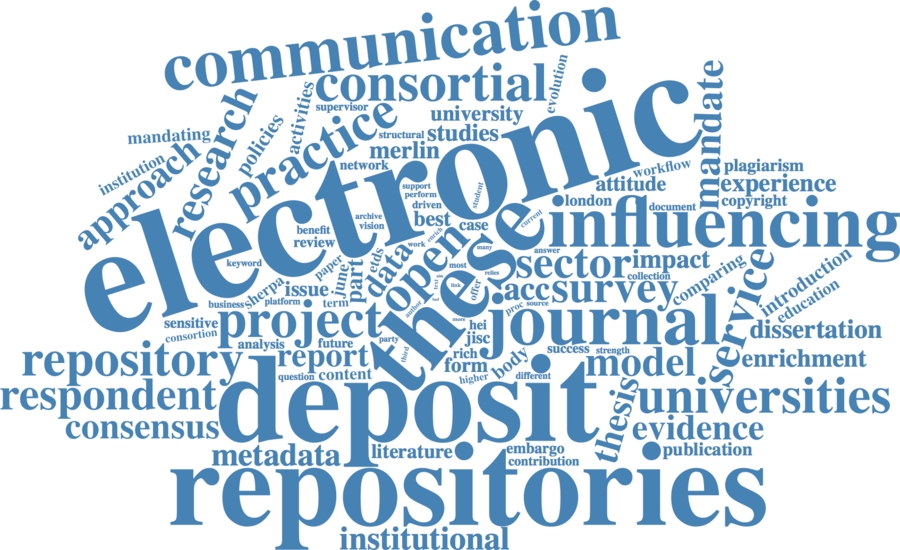 communication
consortial
evolution
supervisor
activities
research
policies
practice
university
structural
studies
mandate
mandating
institution
approach
merlin
network
electronic
workflow
plagiarism
attitude
experience
support
perform
driven
student
london
document
copyright
archive
vision
best
case
current
influencing
benefit
review
work
enrich
many
answer
keyword
paper
etds
data
open
these
most
sector
impact
collection
comparing
introduction
sherpa
issue
june
part
text
link
offer
roles
acc
survey
service
education
business
platform
term
author
proc
source
sensitive
consortion
project
more
hei
journal
dissertation
analysis
future
party
jisc
repository
report
third
rich
body
success
strength
model
enrichment
question
content
form
higher
different
respondent
deposit
thesis
universities
consensus
evidence
metadata
literature
embargo
contribution
publication
repositories
institutional